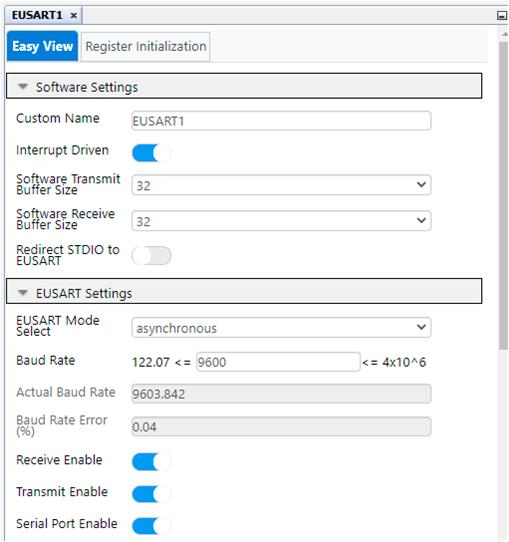 EUSART1 ×
Easy View Register Initialization
Software Settings
Custom Name EUSART1
Interrupt Driven
Software Transmit
Buffer Size 32
Software Receive
Buffer Size 32
Redirect STDIO to
EUSART
EUSART Settings
EUSART Mode
Select asynchronous
Baud Rate 122.07 <= 9600 <= 4x10^6
Actual Baud Rate 9603.842
Baud Rate Error
(%) 0.04
Receive Enable
Transmit Enable
Serial Port Enable